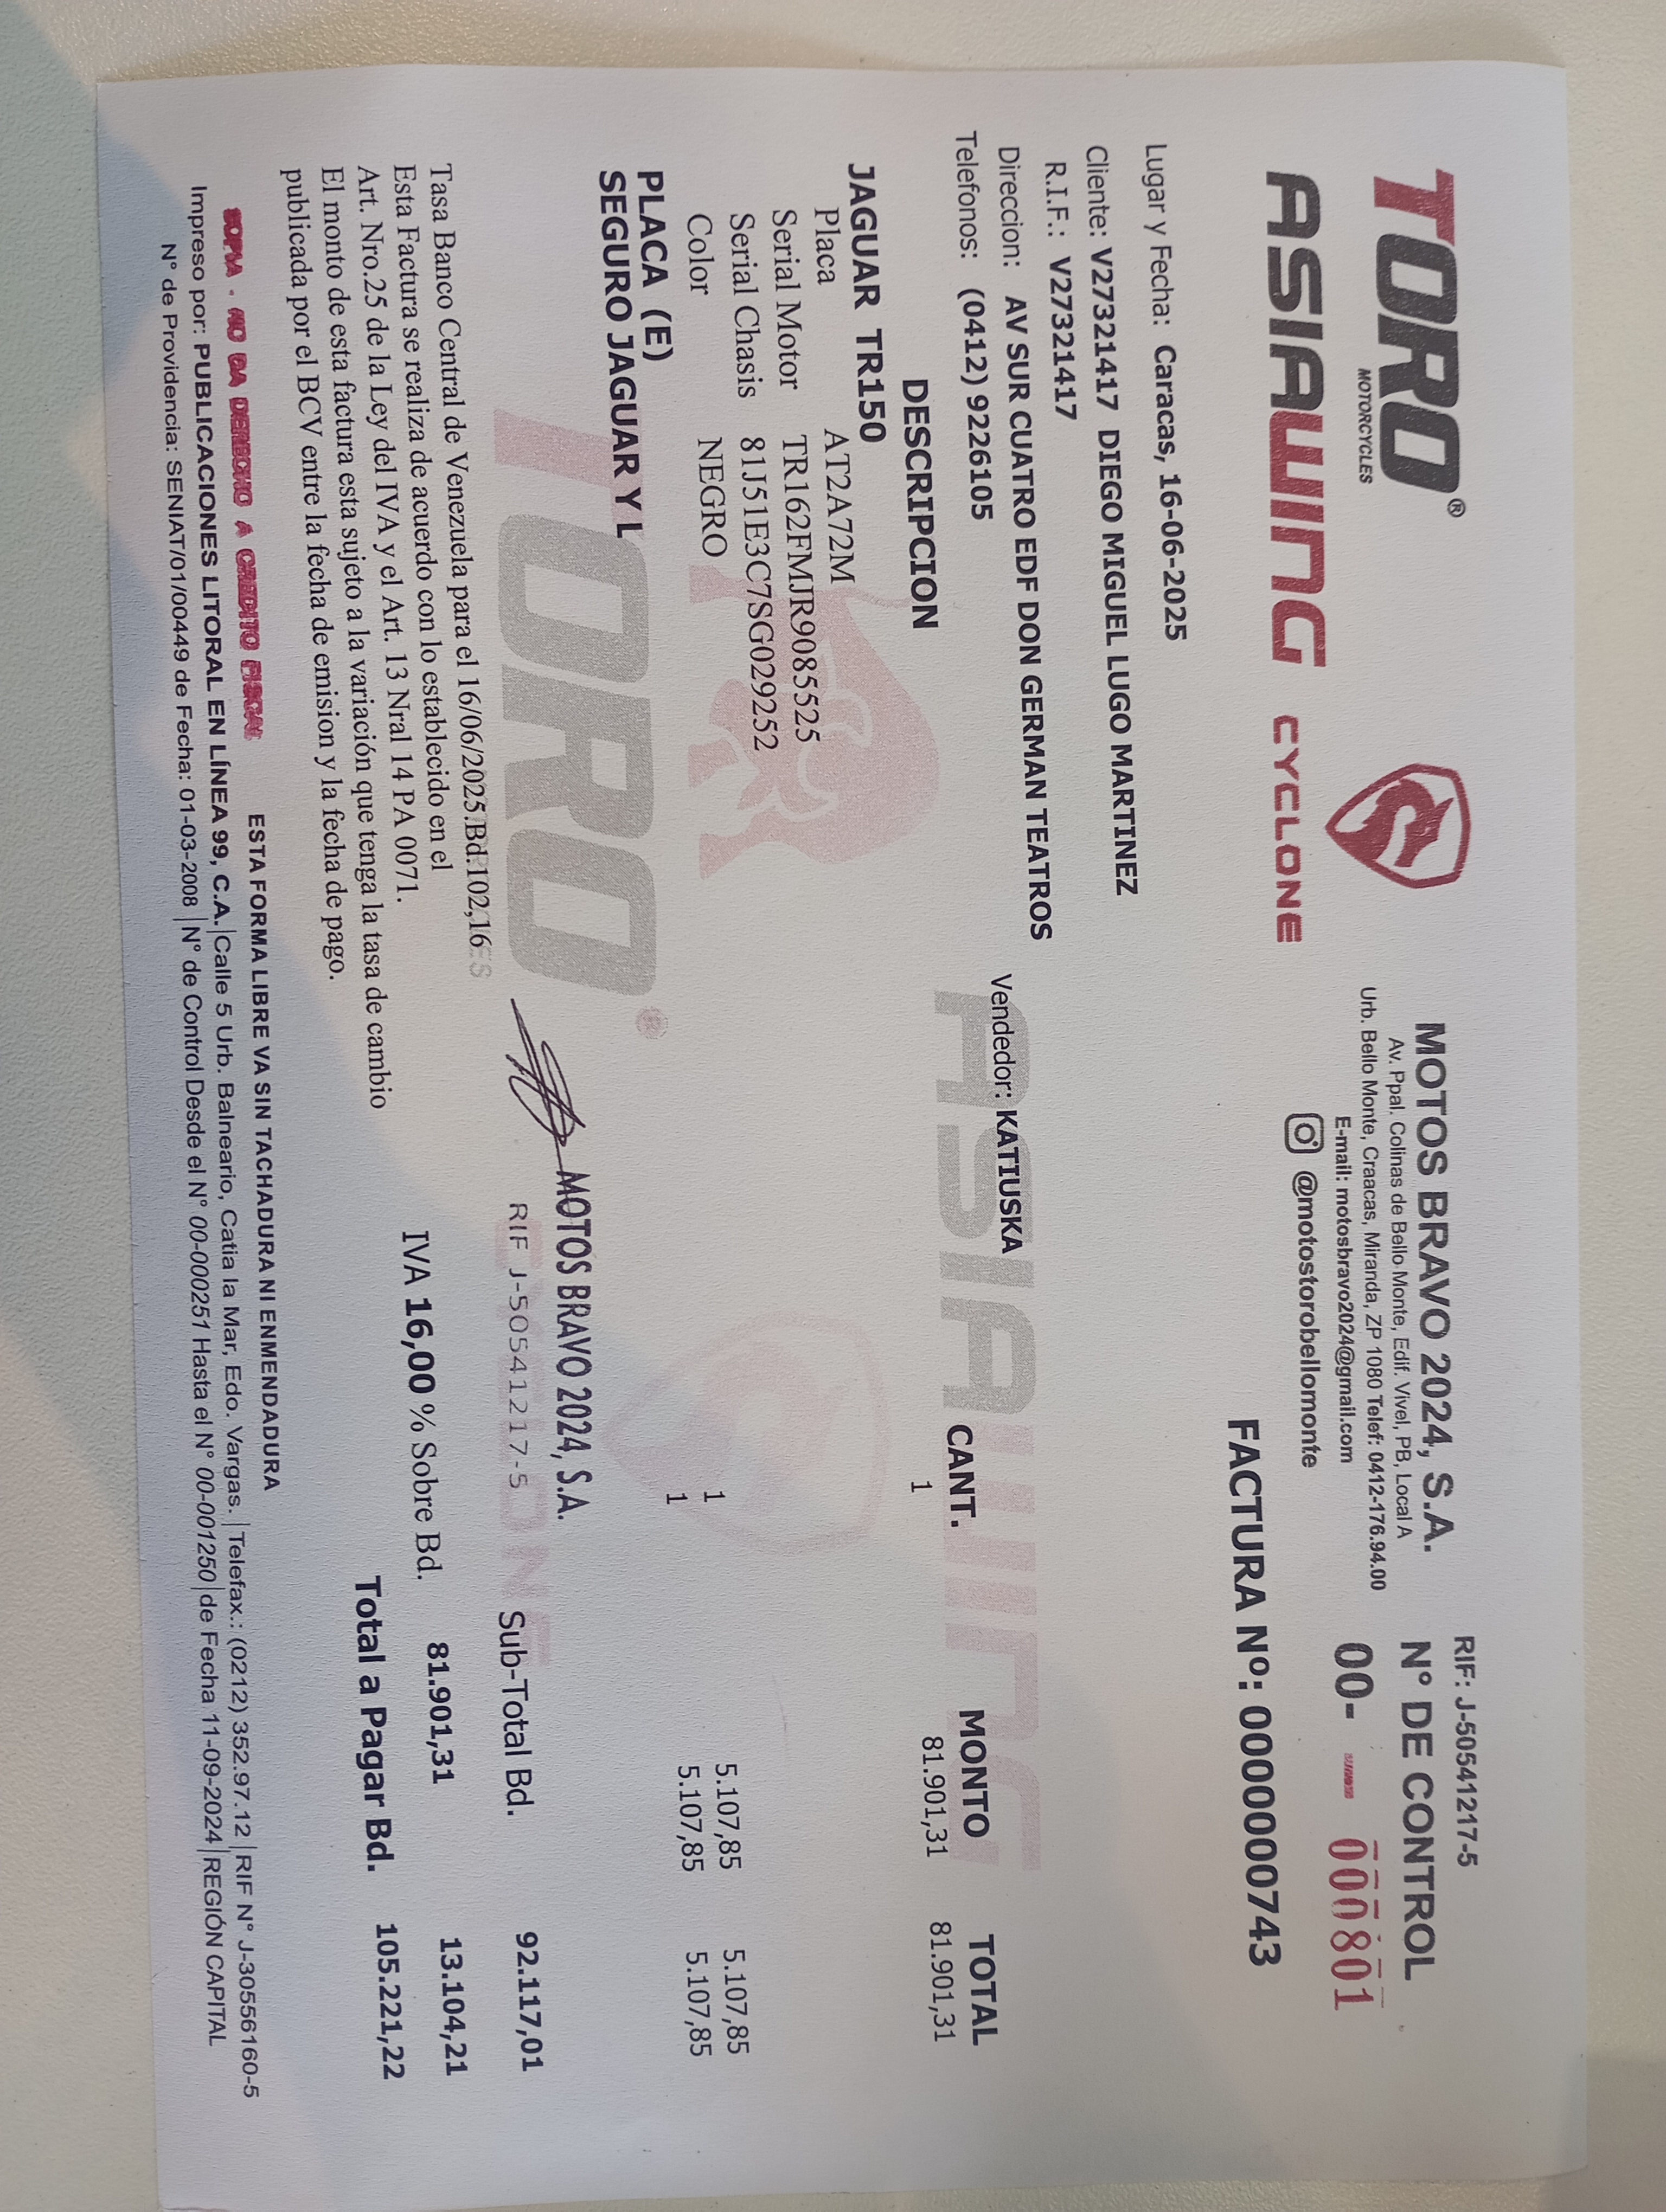 TORO®
MOTORCYCLES
ASIAWING CYCLONE
MOTOS BRAVO 2024, S.A.
Av. Ppal. Colinas de Bello Monte, Edif. Vivel, PB, Local A
Urb. Bello Monte, Craacas, Miranda, ZP 1080 Telef: 0412-176.94.00
E-mail: motosbravo2024@gmail.com
@motostorobellomonte
RIF: J-50541217-5
N° DE CONTROL
00- 000801
FACTURA Nº: 0000000743
Lugar y Fecha: Caracas, 16-06-2025
Cliente: V27321417 DIEGO MIGUEL LUGO MARTINEZ
R.I.F.: V27321417
Direccion: AV SUR CUATRO EDF DON GERMAN TEATROS
Telefonos: (0412) 9226105
Vendedor: KATIUSKA
DESCRIPCION CANT. MONTO TOTAL
JAGUAR TR150 1 81.901,31 81.901,31
Placa AT2A72M
Serial Motor TR162FMJR9085525
Serial Chasis 81J51E3C7SG029252
Color NEGRO
PLACA (E) 1 5.107,85 5.107,85
SEGURO JAGUAR Y L 1 5.107,85 5.107,85
TORO®
ASIAWING
MOTOS BRAVO 2024, S.A.
RIF J-50541217-5
Tasa Banco Central de Venezuela para el 16/06/2025.Bd:102,16
Esta Factura se realiza de acuerdo con lo establecido en el
Art. Nro.25 de la Ley del IVA y el Art. 13 Nral 14 PA 0071.
El monto de esta factura esta sujeto a la variación que tenga la tasa de cambio
publicada por el BCV entre la fecha de emision y la fecha de pago.
Sub-Total Bd. 92.117,01
IVA 16,00 % Sobre Bd. 81.901,31 13.104,21
Total a Pagar Bd. 105.221,22
COPIA - NO DA DERECHO A CREDITO FISCAL
ESTA FORMA LIBRE VA SIN TACHADURA NI ENMENDADURA
Impreso por: PUBLICACIONES LITORAL EN LÍNEA 99, C.A. Calle 5 Urb. Balneario, Catia la Mar, Edo. Vargas. Telefax.: (0212) 352.97.12 RIF N° J-30556160-5
N° de Providencia: SENIAT/01/00449 de Fecha: 01-03-2008 N° de Control Desde el N° 00-000251 Hasta el N° 00-001250 de Fecha 11-09-2024 REGIÓN CAPITAL